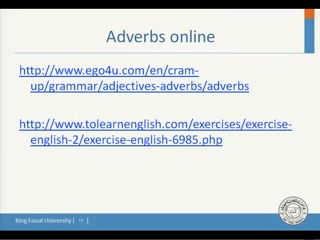 Adverbs online
http://www.ego4u.com/en/cram-
up/grammar/adjectives-adverbs/adverbs
http://www.tolearnenglish.com/exercises/exercise-
english-2/exercise-english-6985.php
King Faisal University [ ]